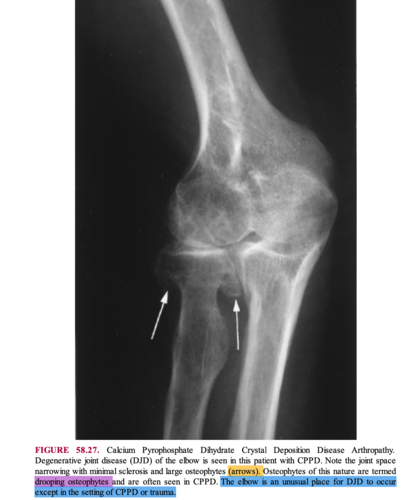 FIGURE 58.27. Calcium Pyrophosphate Dihydrate Crystal Deposition Disease Arthropathy.
Degenerative joint disease (DJD) of the elbow is seen in this patient with CPPD. Note the joint space
narrowing with minimal sclerosis and large osteophytes (arrows). Osteophytes of this nature are termed
drooping osteophytes and are often seen in CPPD. The elbow is an unusual place for DJD to occur
except in the setting of CPPD or trauma.